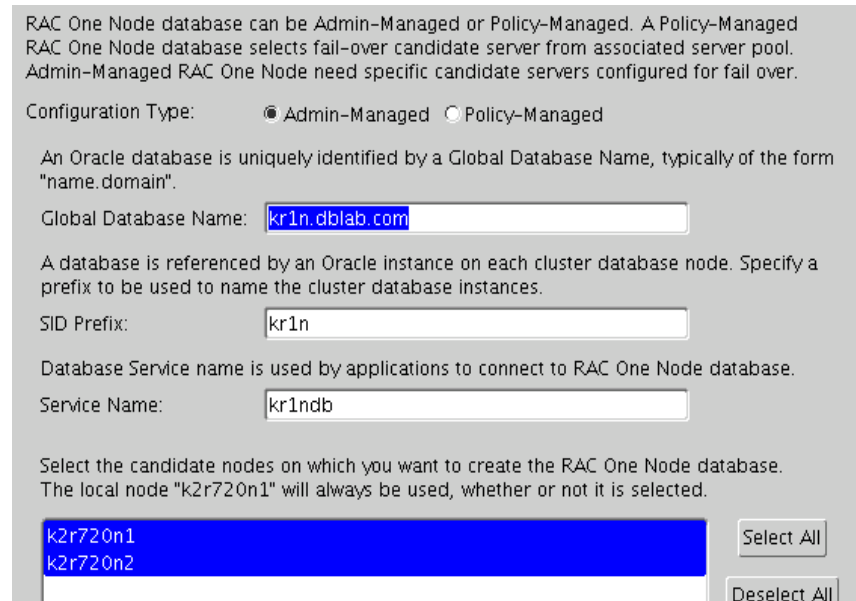 RAC One Node database can be Admin-Managed or Policy-Managed. A Policy-Managed
RAC One Node database selects fail-over candidate server from associated server pool.
Admin-Managed RAC One Node need specific candidate servers configured for fail over.
Configuration Type: Admin-Managed Policy-Managed
An Oracle database is uniquely identified by a Global Database Name, typically of the form
"name.domain".
Global Database Name: kr1n.dblab.com
A database is referenced by an Oracle instance on each cluster database node. Specify a
prefix to be used to name the cluster database instances.
SID Prefix: kr1n
Database Service name is used by applications to connect to RAC One Node database.
Service Name: kr1ndb
Select the candidate nodes on which you want to create the RAC One Node database.
The local node "k2r720n1" will always be used, whether or not it is selected.
k2r720n1 Select All
k2r720n2
Deselect All